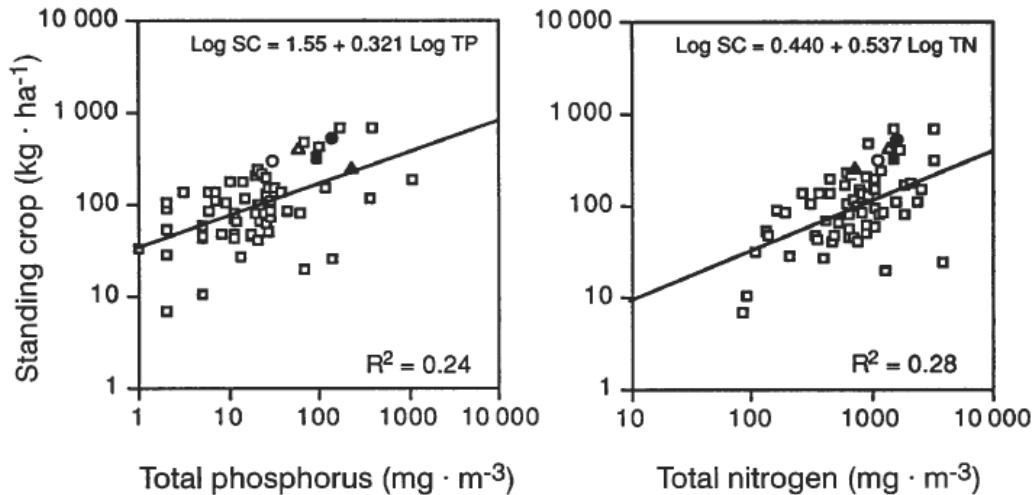 10 000
1 000
100
10
1
Standing crop (kg · ha-1)
Log SC = 1.55 + 0.321 Log TP
R2 = 0.24
1 10 100 1000 10 000
Total phosphorus (mg · m-3)
10 000
1 000
100
10
1
Log SC = 0.440 + 0.537 Log TN
R2 = 0.28
10 100 1000 10 000
Total nitrogen (mg · m-3)